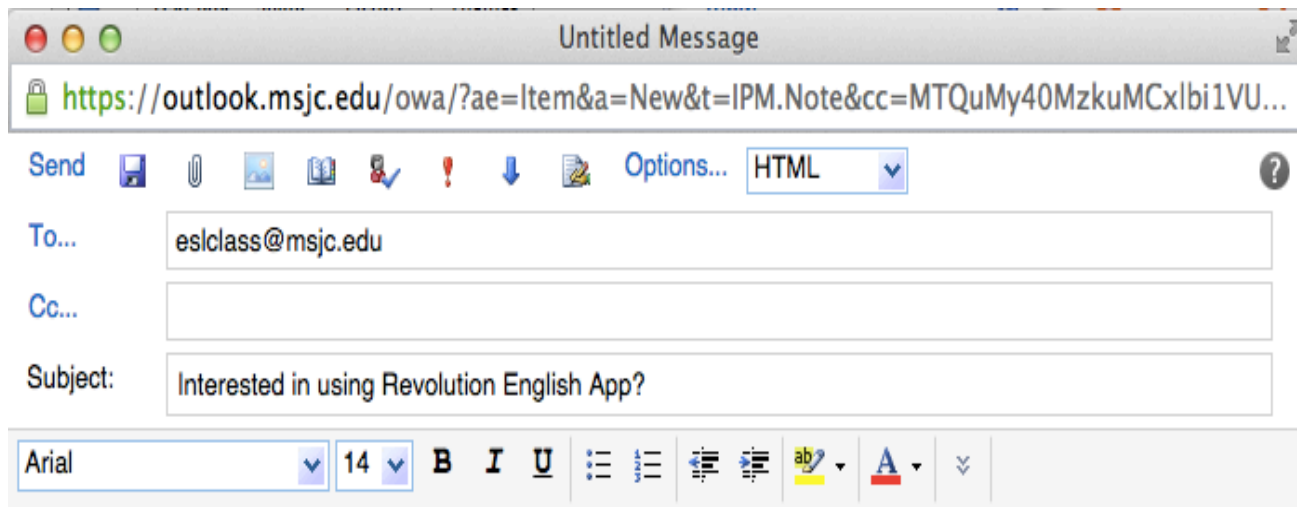 Untitled Message
https://outlook.msjc.edu/owa/?ae=Item&a=New&t=IPM.Note&cc=MTQuMy40MzkuMCxlbi1VU...
Send Options... HTML ?
To... eslclass@msjc.edu
Cc...
Subject: Interested in using Revolution English App?
Arial 14 B I U ab A